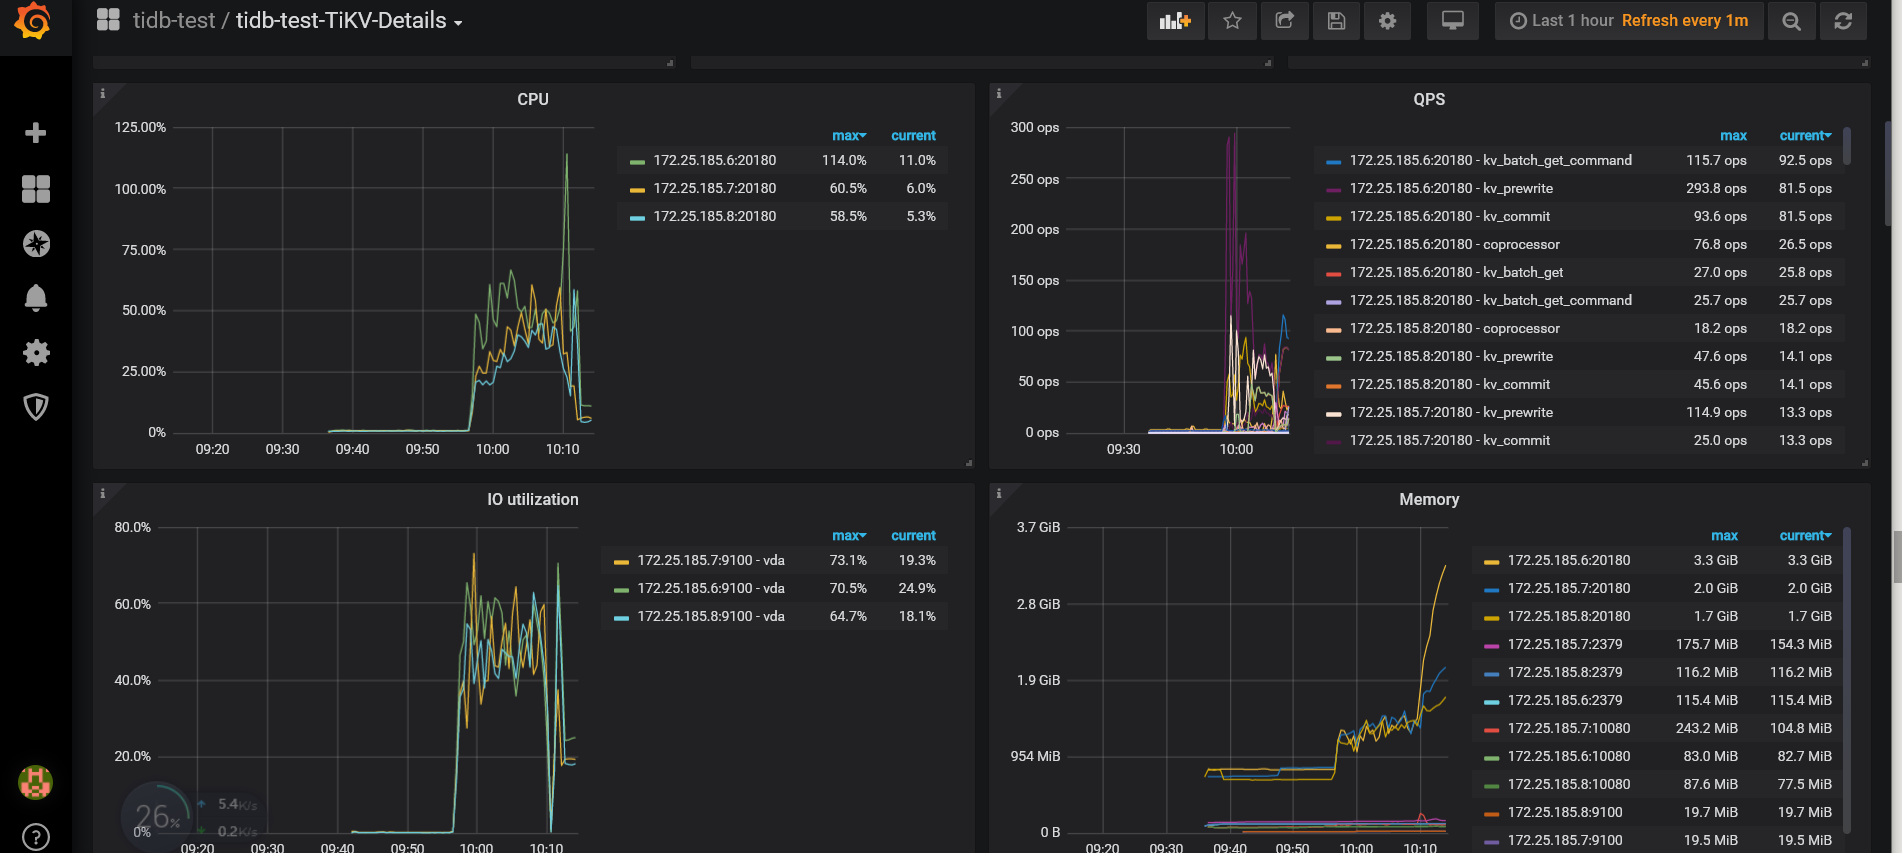 tidb-test / tidb-test-TiKV-Details
Last 1 hour Refresh every 1m
CPU
125.00%
100.00%
75.00%
50.00%
25.00%
0%
09:20 09:30 09:40 09:50 10:00 10:10
max current
172.25.185.6:20180 114.0% 11.0%
172.25.185.7:20180 60.5% 6.0%
172.25.185.8:20180 58.5% 5.3%
QPS
300 ops
250 ops
200 ops
150 ops
100 ops
50 ops
0 ops
09:30 10:00
max current
172.25.185.6:20180 - kv_batch_get_command 115.7 ops 92.5 ops
172.25.185.6:20180 - kv_prewrite 293.8 ops 81.5 ops
172.25.185.6:20180 - kv_commit 93.6 ops 81.5 ops
172.25.185.6:20180 - coprocessor 76.8 ops 26.5 ops
172.25.185.6:20180 - kv_batch_get 27.0 ops 25.8 ops
172.25.185.8:20180 - kv_batch_get_command 25.7 ops 25.7 ops
172.25.185.8:20180 - coprocessor 18.2 ops 18.2 ops
172.25.185.8:20180 - kv_prewrite 47.6 ops 14.1 ops
172.25.185.8:20180 - kv_commit 45.6 ops 14.1 ops
172.25.185.7:20180 - kv_prewrite 114.9 ops 13.3 ops
172.25.185.7:20180 - kv_commit 25.0 ops 13.3 ops
IO utilization
80.0%
60.0%
40.0%
20.0%
0%
09:20 09:30 09:40 09:50 10:00 10:10
max current
172.25.185.7:9100 - vda 73.1% 19.3%
172.25.185.6:9100 - vda 70.5% 24.9%
172.25.185.8:9100 - vda 64.7% 18.1%
26%
5.4K/s
0.2K/s
Memory
3.7 GiB
2.8 GiB
1.9 GiB
954 MiB
0 B
09:20 09:30 09:40 09:50 10:00 10:10
max current
172.25.185.6:20180 3.3 GiB 3.3 GiB
172.25.185.7:20180 2.0 GiB 2.0 GiB
172.25.185.8:20180 1.7 GiB 1.7 GiB
172.25.185.7:2379 175.7 MiB 154.3 MiB
172.25.185.8:2379 116.2 MiB 116.2 MiB
172.25.185.6:2379 115.4 MiB 115.4 MiB
172.25.185.7:10080 243.2 MiB 104.8 MiB
172.25.185.6:10080 83.0 MiB 82.7 MiB
172.25.185.8:10080 87.6 MiB 77.5 MiB
172.25.185.8:9100 19.7 MiB 19.7 MiB
172.25.185.7:9100 19.5 MiB 19.5 MiB